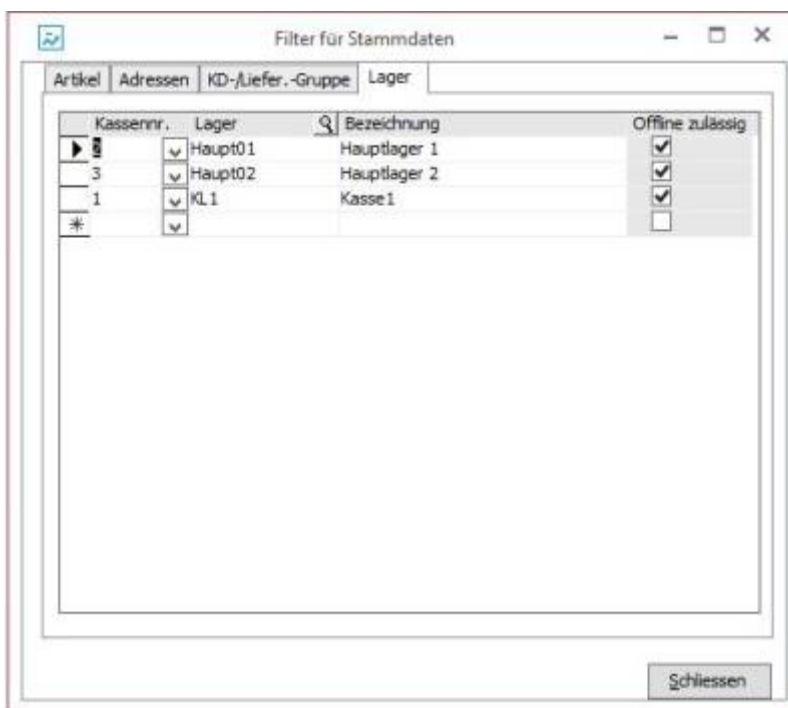 Filter für Stammdaten
Artikel Adressen KD-/Liefer.-Gruppe Lager
Kassennr. Lager Bezeichnung Offline zulässig
2 Haupt01 Hauptlager 1
3 Haupt02 Hauptlager 2
1 KL1 Kasse1
Schliessen